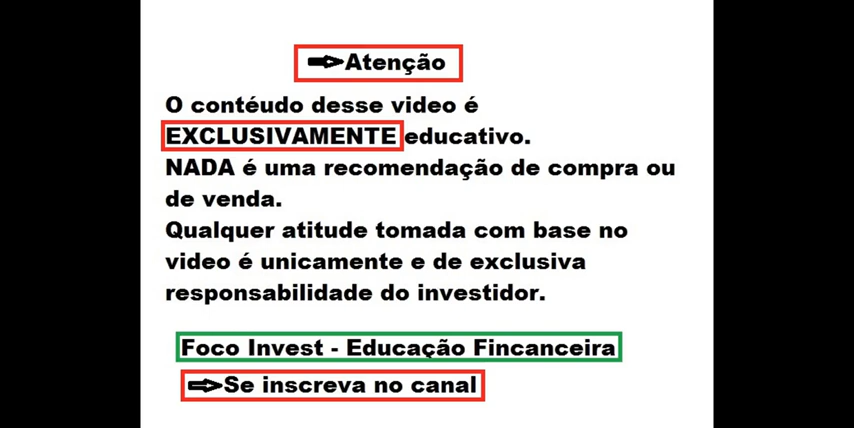 ⇨Atenção
O contéudo desse video é
EXCLUSIVAMENTE educativo.
NADA é uma recomendação de compra ou
de venda.
Qualquer atitude tomada com base no
video é unicamente e de exclusiva
responsabilidade do investidor.
Foco Invest - Educação Fincanceira
⇨Se inscreva no canal